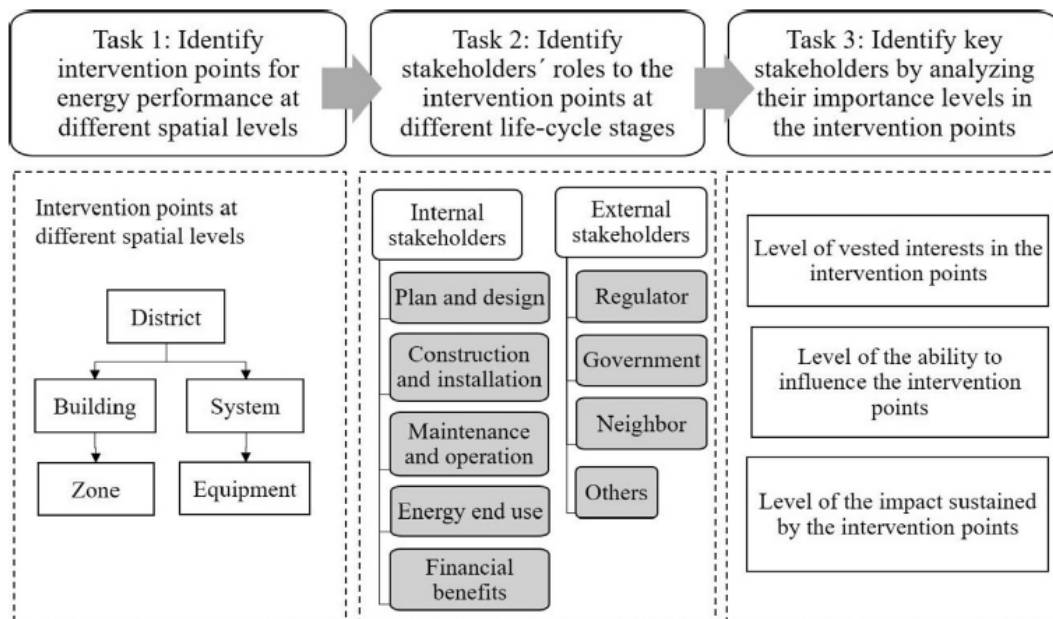 Task 1: Identify
intervention points for
energy performance at
different spatial levels
Task 2: Identify
stakeholders´ roles to the
intervention points at
different life-cycle stages
Task 3: Identify key
stakeholders by analyzing
their importance levels in
the intervention points
Intervention points at
different spatial levels
District
Building
System
Zone
Equipment
Internal
stakeholders
Plan and design
Construction
and installation
Maintenance
and operation
Energy end use
Financial
benefits
External
stakeholders
Regulator
Government
Neighbor
Others
Level of vested interests in the
intervention points
Level of the ability to
influence the intervention
points
Level of the impact sustained
by the intervention points